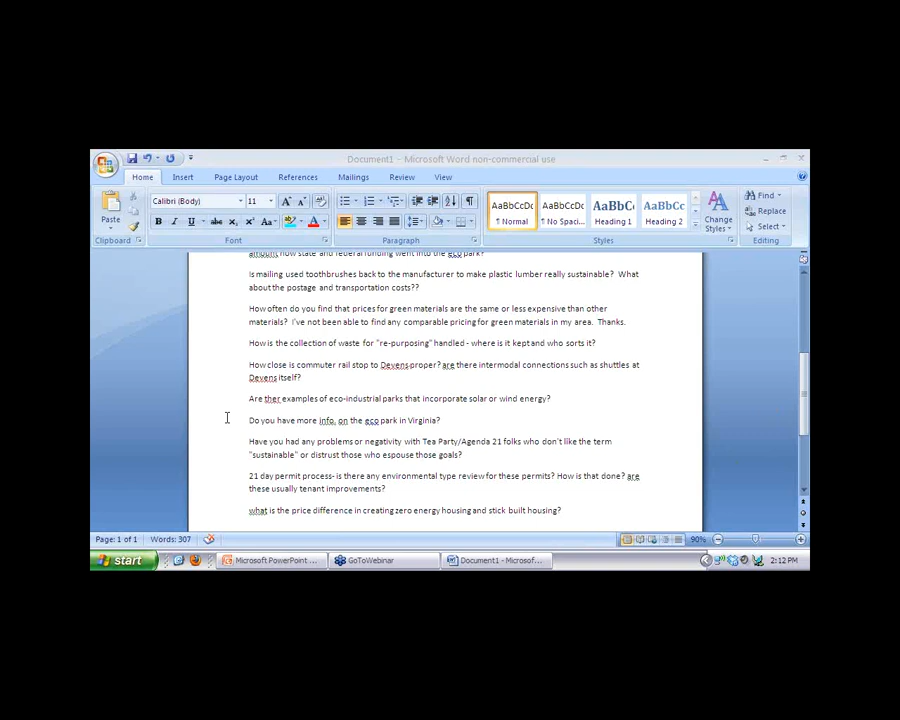 Document1 - Microsoft Word non-commercial use
Home Insert Page Layout References Mailings Review View
Paste
Calibri (Body) 11
AaBbCcDc AaBbCcDc AaBbC AaBbCc
¶ Normal ¶ No Spaci... Heading 1 Heading 2
Change Styles
Find
Replace
Select
Clipboard Font Paragraph Styles Editing
amount how state and federal funding went into the eco park?
Is mailing used toothbrushes back to the manufacturer to make plastic lumber really sustainable? What
about the postage and transportation costs??
How often do you find that prices for green materials are the same or less expensive than other
materials? I've not been able to find any comparable pricing for green materials in my area. Thanks.
How is the collection of waste for "re-purposing" handled - where is it kept and who sorts it?
How close is commuter rail stop to Devens proper? are there intermodal connections such as shuttles at
Devens itself?
Are ther examples of eco-industrial parks that incorporate solar or wind energy?
Do you have more info. on the eco park in Virginia?
Have you had any problems or negativity with Tea Party/Agenda 21 folks who don't like the term
"sustainable" or distrust those who espouse those goals?
21 day permit process- is there any environmental type review for these permits? How is that done? are
these usually tenant improvements?
what is the price difference in creating zero energy housing and stick built housing?
Page: 1 of 1 Words: 307 90%
start Microsoft PowerPoint ... GoToWebinar Document1 - Microsof... 2:12 PM